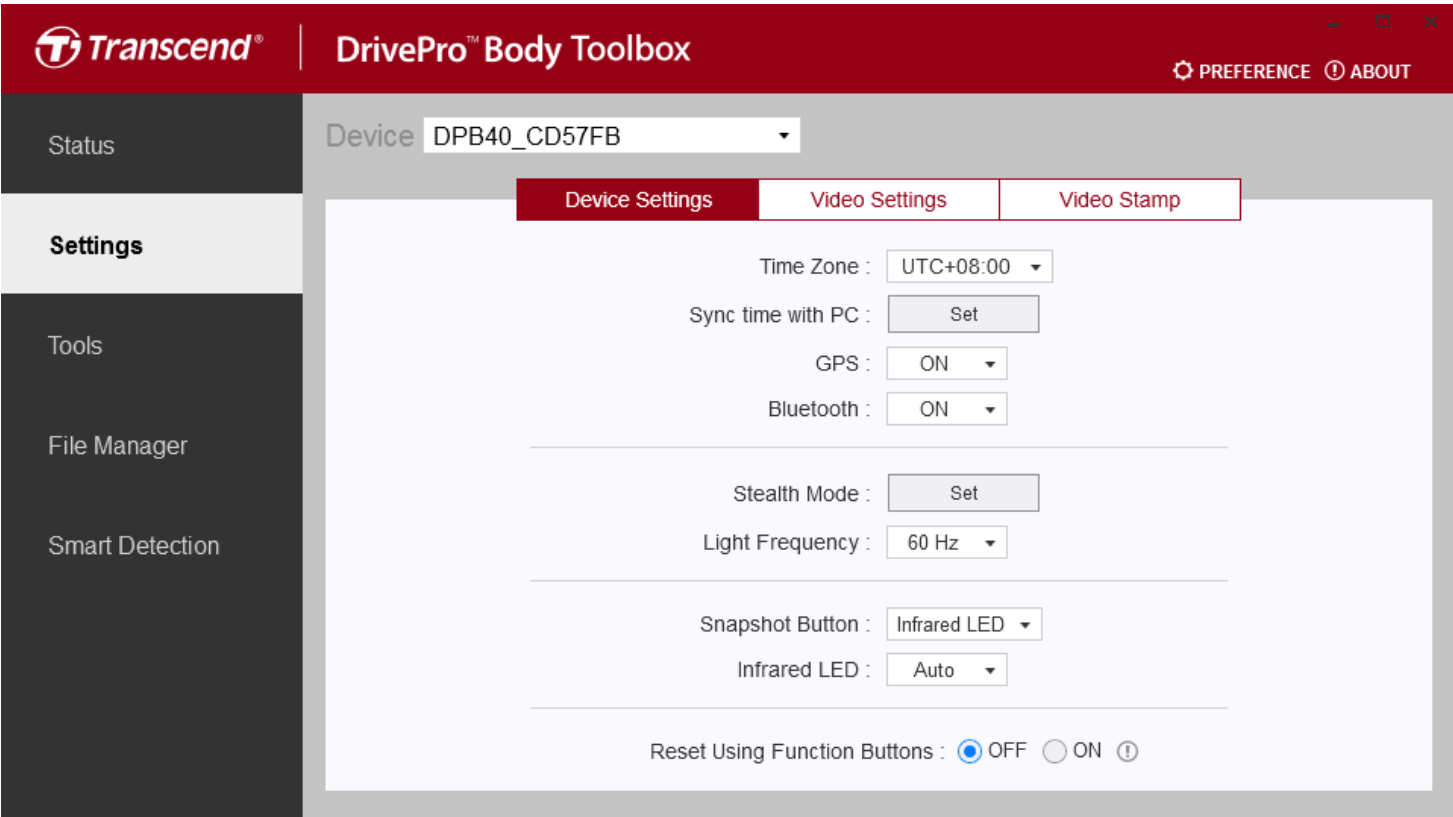 Transcend®
DrivePro™ Body Toolbox
PREFERENCE
ABOUT
Status
Settings
Tools
File Manager
Smart Detection
Device DPB40_CD57FB
Device Settings
Video Settings
Video Stamp
Time Zone : UTC+08:00
Sync time with PC : Set
GPS : ON
Bluetooth : ON
Stealth Mode : Set
Light Frequency : 60 Hz
Snapshot Button : Infrared LED
Infrared LED : Auto
Reset Using Function Buttons : OFF ON